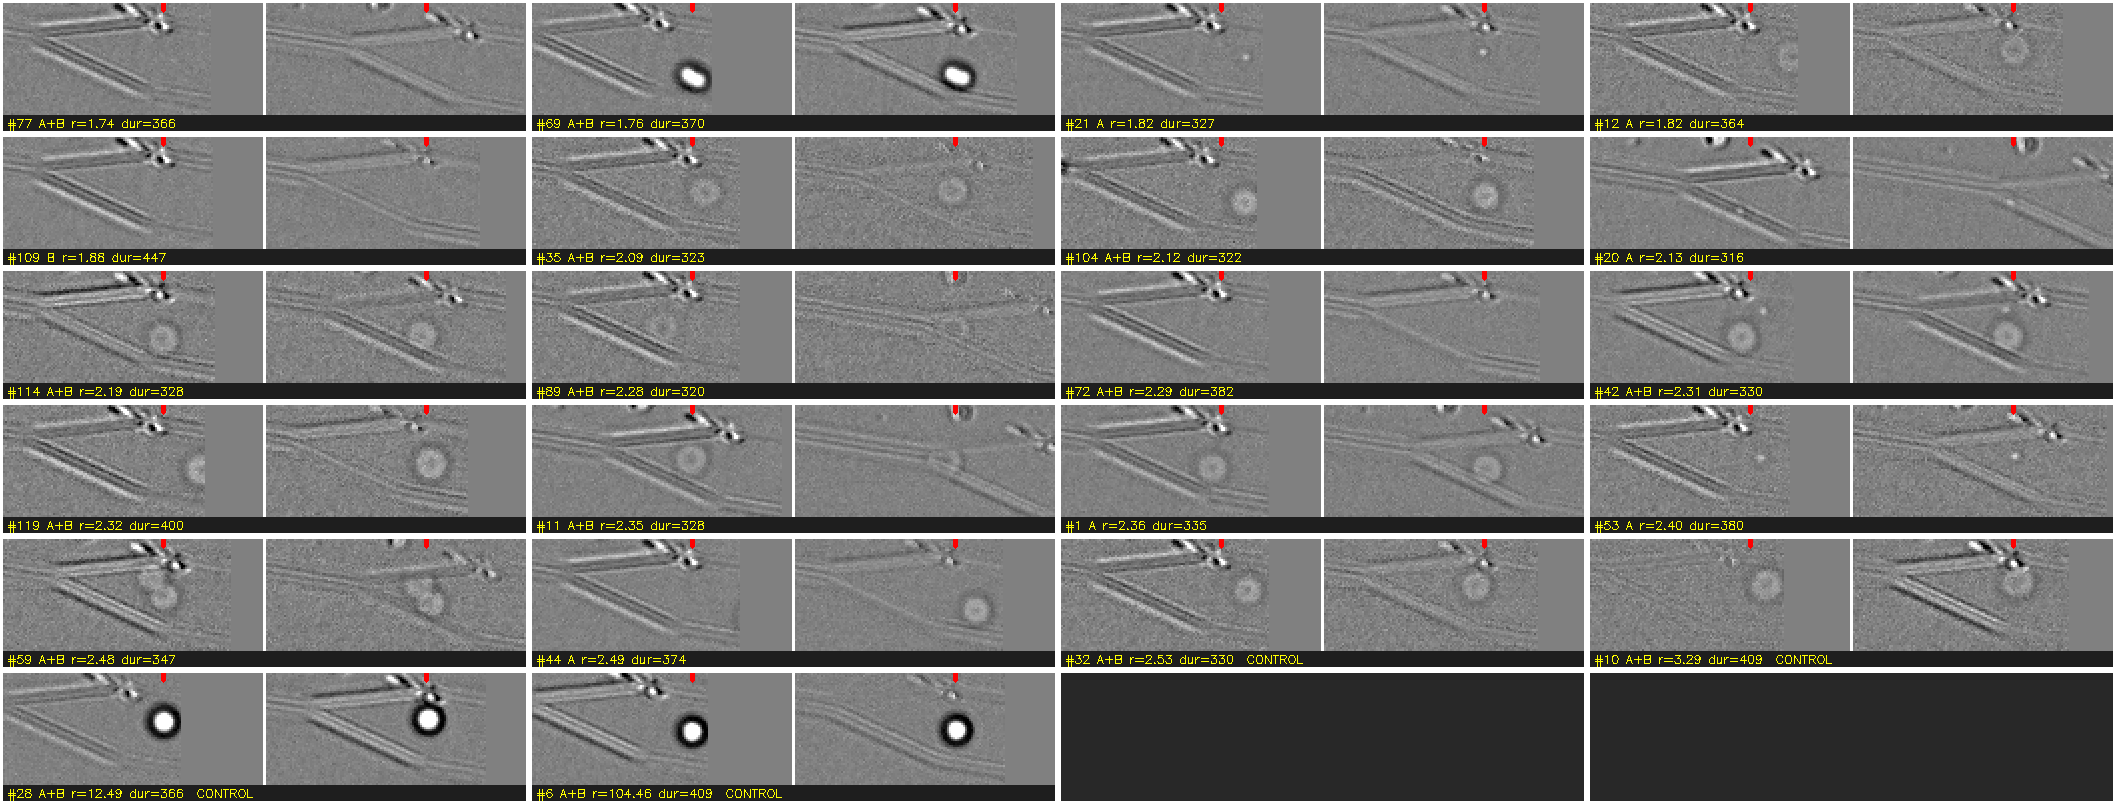 #77 A+B r=1.74 dur=366
#69 A+B r=1.76 dur=370
#21 A r=1.82 dur=327
#12 A r=1.82 dur=364
#109 B r=1.88 dur=447
#35 A+B r=2.09 dur=323
#104 A+B r=2.12 dur=322
#20 A r=2.13 dur=316
#114 A+B r=2.19 dur=328
#89 A+B r=2.28 dur=320
#72 A+B r=2.29 dur=382
#42 A+B r=2.31 dur=330
#119 A+B r=2.32 dur=400
#11 A+B r=2.35 dur=328
#1 A r=2.36 dur=335
#53 A r=2.40 dur=380
#59 A+B r=2.48 dur=347
#44 A r=2.49 dur=374
#32 A+B r=2.53 dur=330 CONTROL
#10 A+B r=3.29 dur=409 CONTROL
#28 A+B r=12.49 dur=366 CONTROL
#6 A+B r=104.46 dur=409 CONTROL